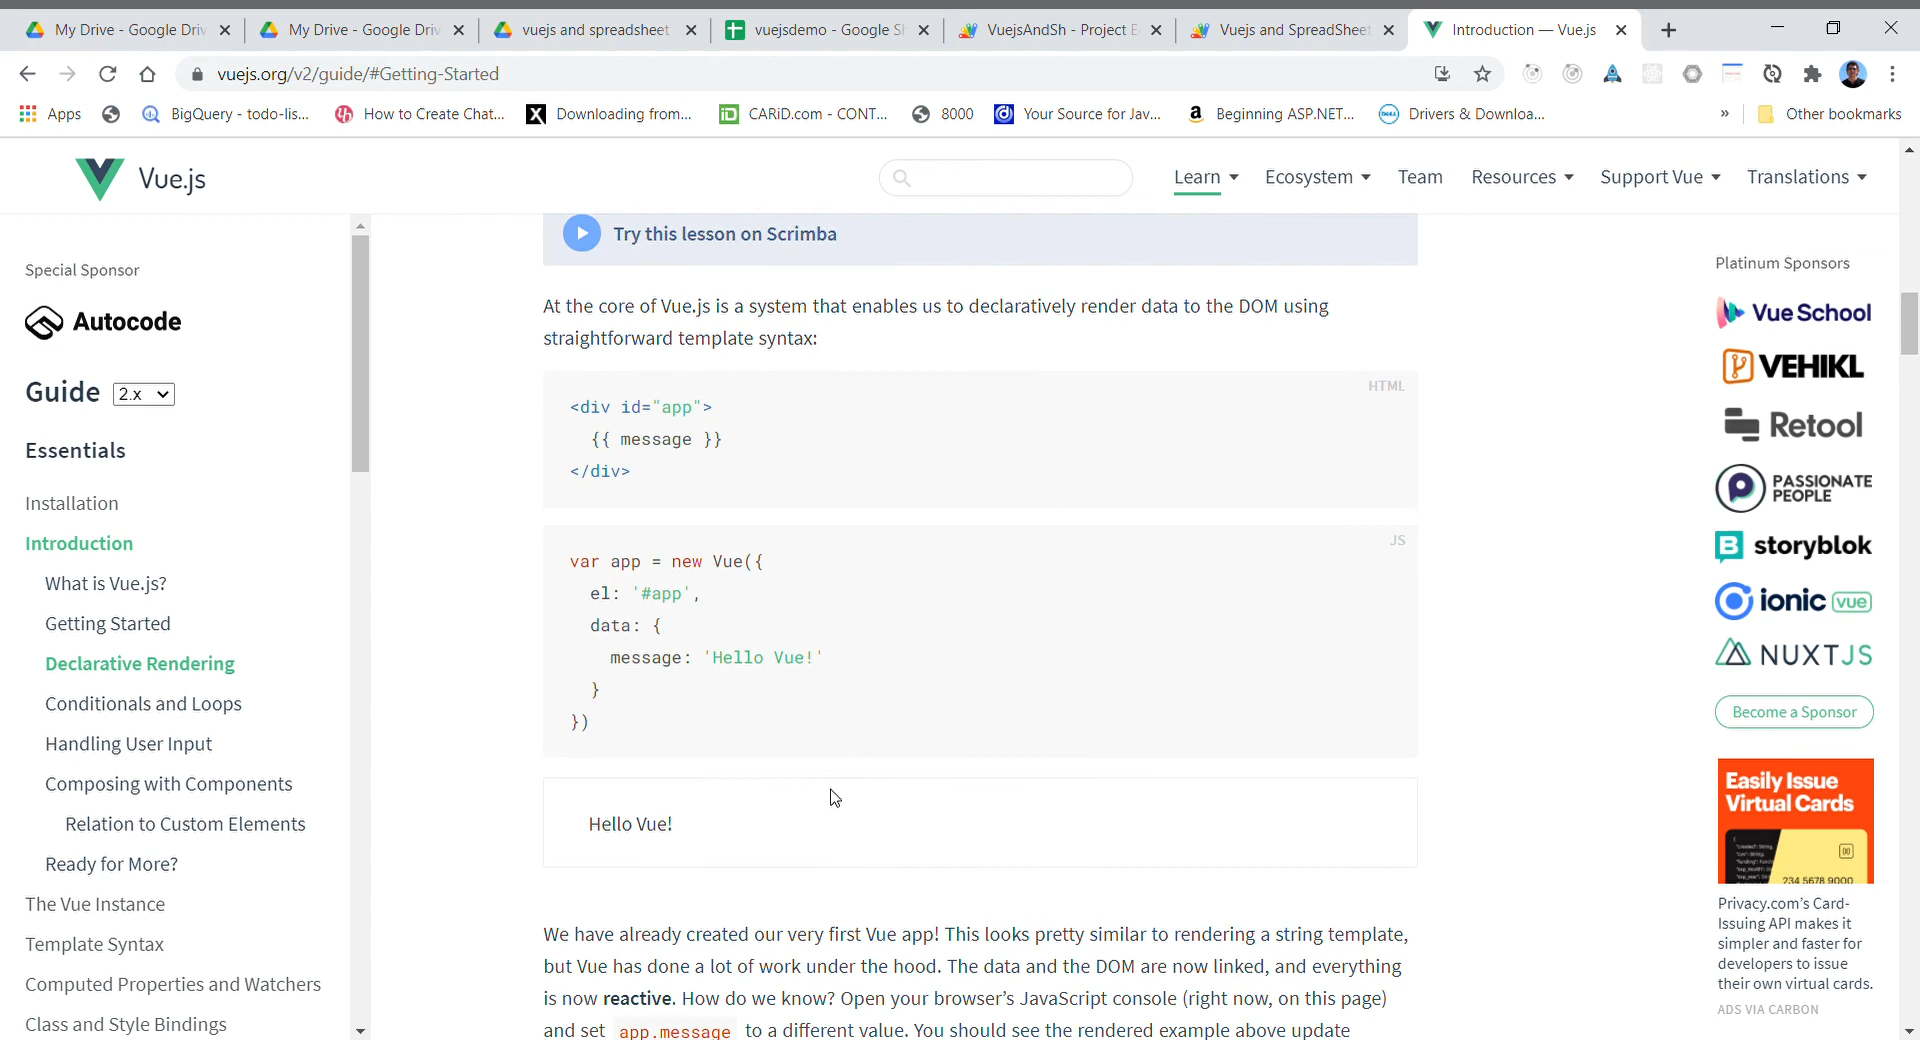 My Drive - Google Driv
My Drive - Google Driv
vuejs and spreadsheet
vuejsdemo - Google Sh
VuejsAndSh - Project E
Vuejs and SpreadSheet
Introduction — Vue.js
vuejs.org/v2/guide/#Getting-Started
Apps
BigQuery - todo-lis...
How to Create Chat...
Downloading from...
CARiD.com - CONT...
8000
Your Source for Jav...
Beginning ASP.NET...
Drivers & Downloa...
»
Other bookmarks
Vue.js
Learn
Ecosystem
Team
Resources
Support Vue
Translations
Special Sponsor
Autocode
Guide
2.x
Essentials
Installation
Introduction
What is Vue.js?
Getting Started
Declarative Rendering
Conditionals and Loops
Handling User Input
Composing with Components
Relation to Custom Elements
Ready for More?
The Vue Instance
Template Syntax
Computed Properties and Watchers
Class and Style Bindings
Try this lesson on Scrimba
At the core of Vue.js is a system that enables us to declaratively render data to the DOM using
straightforward template syntax:
HTML
<div id="app">
{{ message }}
</div>
JS
var app = new Vue({
el: '#app',
data: {
message: 'Hello Vue!'
}
})
Hello Vue!
We have already created our very first Vue app! This looks pretty similar to rendering a string template,
but Vue has done a lot of work under the hood. The data and the DOM are now linked, and everything
is now reactive. How do we know? Open your browser's JavaScript console (right now, on this page)
and set app.message to a different value. You should see the rendered example above update
Platinum Sponsors
Vue School
VEHIKL
Retool
PASSIONATE
PEOPLE
storyblok
ionic vue
NUXTJS
Become a Sponsor
Easily Issue
Virtual Cards
234 5678 9000
Privacy.com's Card-
Issuing API makes it
simpler and faster for
developers to issue
their own virtual cards.
ADS VIA CARBON